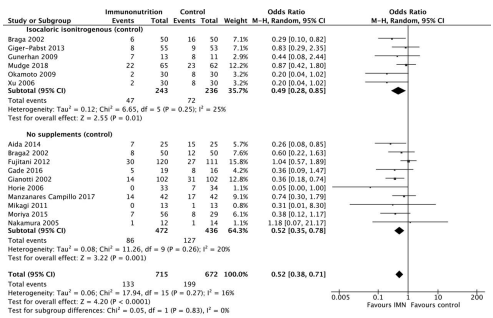 Immunonutrition Control Odds Ratio Odds Ratio
Study or Subgroup Events Total Events Total Weight M-H, Random, 95% CI M-H, Random, 95% CI
Isocaloric isonitrogenous (control)
Braga 2002 6 50 16 50 7.1% 0.29 [0.10, 0.82]
Giger-Pabst 2013 8 55 9 53 7.4% 0.83 [0.29, 2.35]
Gunerhan 2009 7 13 8 11 3.0% 0.44 [0.08, 2.44]
Mudge 2018 22 65 23 62 11.7% 0.87 [0.42, 1.80]
Okamoto 2009 2 30 8 30 3.2% 0.20 [0.04, 1.02]
Xu 2006 2 30 8 30 3.2% 0.20 [0.04, 1.02]
Subtotal (95% CI) 243 236 35.7% 0.49 [0.28, 0.85]
Total events 47 72
Heterogeneity: Tau² = 0.12; Chi² = 6.65, df = 5 (P = 0.25); I² = 25%
Test for overall effect: Z = 2.55 (P = 0.01)
No supplements (control)
Aida 2014 7 25 15 25 5.7% 0.26 [0.08, 0.85]
Braga2 2002 8 50 12 50 7.9% 0.60 [0.22, 1.63]
Fujitani 2012 30 120 27 111 15.0% 1.04 [0.57, 1.89]
Gade 2016 5 19 8 16 4.1% 0.36 [0.09, 1.47]
Gianotti 2002 14 102 31 102 12.3% 0.36 [0.18, 0.74]
Horie 2006 0 33 7 34 1.1% 0.05 [0.00, 1.00]
Manzanares Campillo 2017 14 42 17 42 9.1% 0.74 [0.30, 1.79]
Mikagi 2011 0 13 1 13 0.9% 0.31 [0.01, 8.30]
Moriya 2015 7 56 8 29 6.1% 0.38 [0.12, 1.17]
Nakamura 2005 1 12 1 14 1.2% 1.18 [0.07, 21.17]
Subtotal (95% CI) 472 436 64.3% 0.52 [0.35, 0.78]
Total events 86 127
Heterogeneity: Tau² = 0.08; Chi² = 11.26, df = 9 (P = 0.26); I² = 20%
Test for overall effect: Z = 3.22 (P = 0.001)
Total (95% CI) 715 672 100.0% 0.52 [0.38, 0.71]
Total events 133 199
Heterogeneity: Tau² = 0.06; Chi² = 17.94, df = 15 (P = 0.27); I² = 16%
Test for overall effect: Z = 4.20 (P < 0.0001)
Test for subgroup differences: Chi² = 0.05, df = 1 (P = 0.83), I² = 0%
0.005 0.1 1 10 200
Favours IMN Favours control